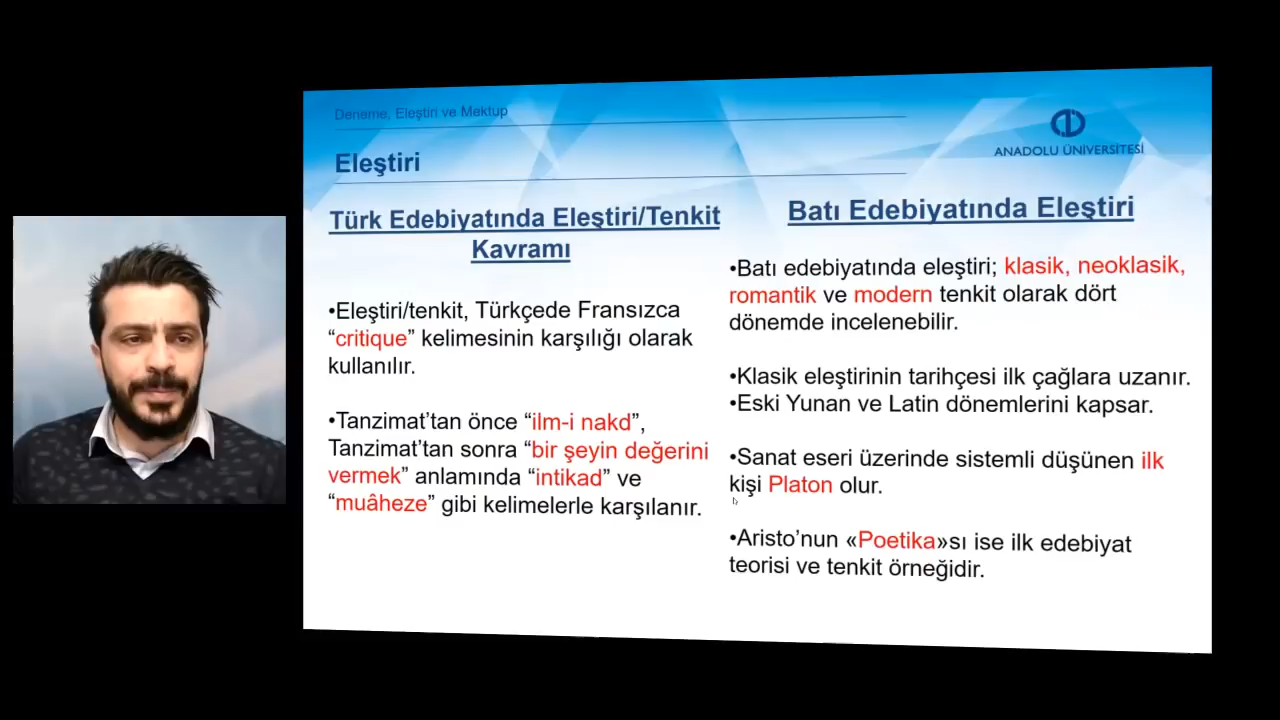 Deneme, Eleştiri ve Mektup
ANADOLU ÜNİVERSİTESİ
Eleştiri
Türk Edebiyatında Eleştiri/Tenkit
Kavramı
•Eleştiri/tenkit, Türkçede Fransızca
“critique” kelimesinin karşılığı olarak
kullanılır.
•Tanzimat’tan önce “ilm-i nakd”,
Tanzimat’tan sonra “bir şeyin değerini
vermek” anlamında “intikad” ve
“muâheze” gibi kelimelerle karşılanır.
Batı Edebiyatında Eleştiri
•Batı edebiyatında eleştiri; klasik, neoklasik,
romantik ve modern tenkit olarak dört
dönemde incelenebilir.
•Klasik eleştirinin tarihçesi ilk çağlara uzanır.
•Eski Yunan ve Latin dönemlerini kapsar.
•Sanat eseri üzerinde sistemli düşünen ilk
kişi Platon olur.
•Aristo’nun «Poetika»sı ise ilk edebiyat
teorisi ve tenkit örneğidir.